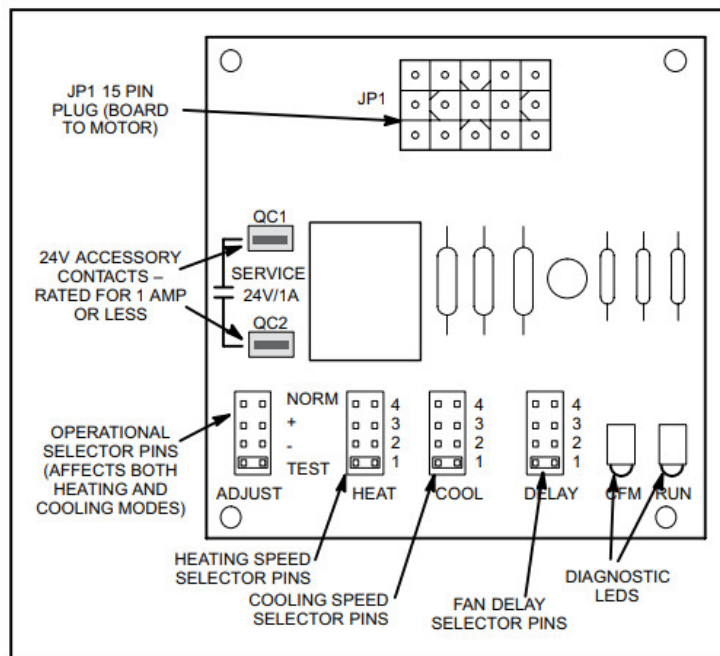 JP1 15 PIN
PLUG (BOARD
TO MOTOR)
JP1
QC1
24V ACCESSORY
CONTACTS –
RATED FOR 1 AMP
OR LESS
SERVICE
24V/1A
QC2
OPERATIONAL
SELECTOR PINS
(AFFECTS BOTH
HEATING AND
COOLING MODES)
NORM
+
-
TEST
ADJUST
4
3
2
1
HEAT
4
3
2
1
COOL
4
3
2
1
DELAY
CFM
RUN
HEATING SPEED
SELECTOR PINS
COOLING SPEED
SELECTOR PINS
FAN DELAY
SELECTOR PINS
DIAGNOSTIC
LEDS